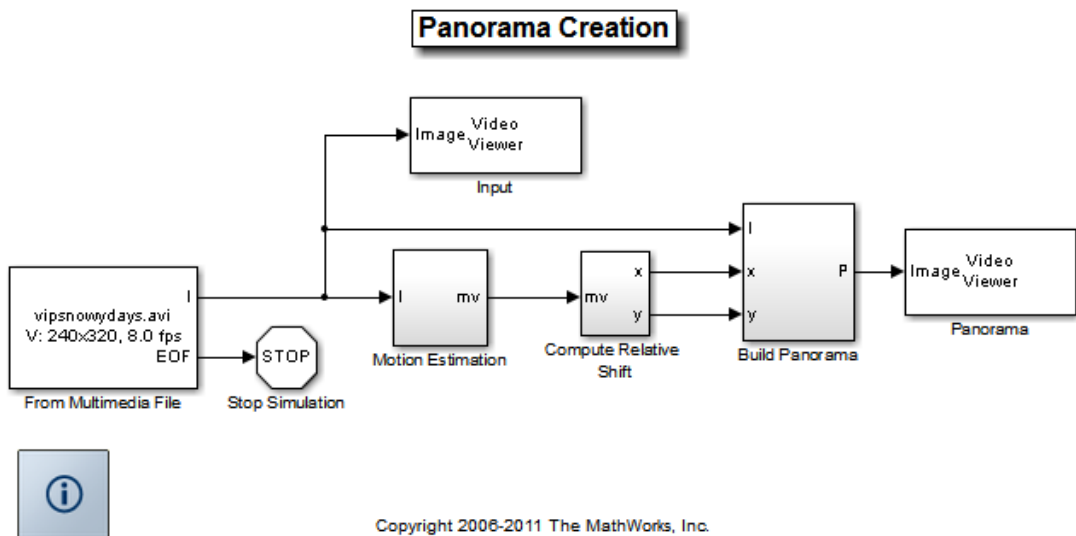 Panorama Creation
Image Video Viewer
Input
vipsnowydays.avi
V: 240x320, 8.0 fps
I
EOF
From Multimedia File
STOP
Stop Simulation
I mv
Motion Estimation
mv x y
Compute Relative
Shift
I
x P
y
Build Panorama
Image Video Viewer
Panorama
i
Copyright 2006-2011 The MathWorks, Inc.